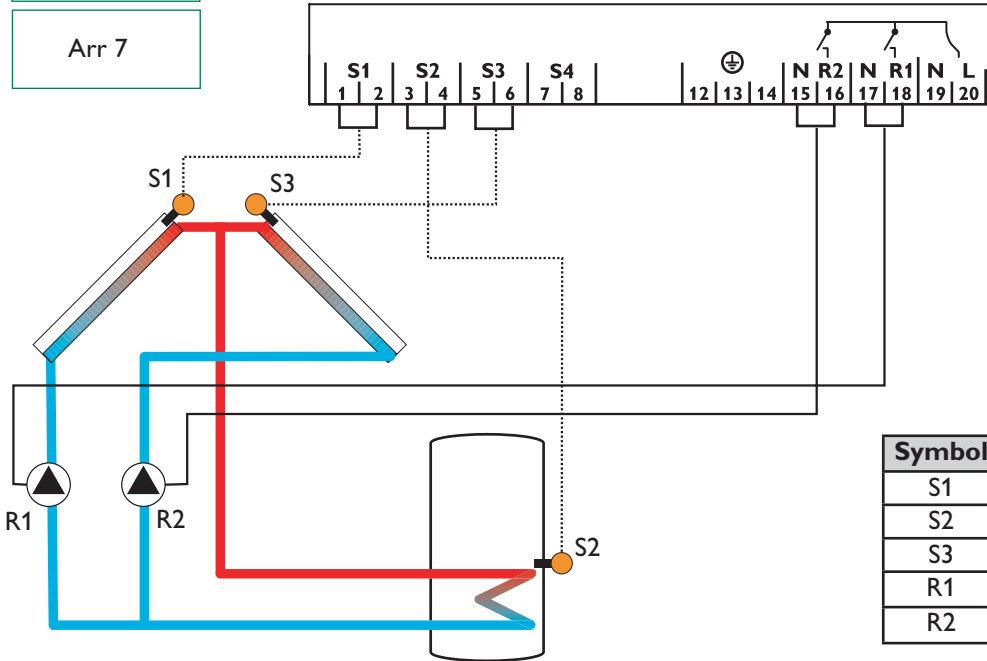 Arr 7
S1 S2 S3 S4 N R2 N R1 N L
1 2 3 4 5 6 7 8 12 13 14 15 16 17 18 19 20
S1 S3
R1 R2
S2
Symbol
S1
S2
S3
R1
R2